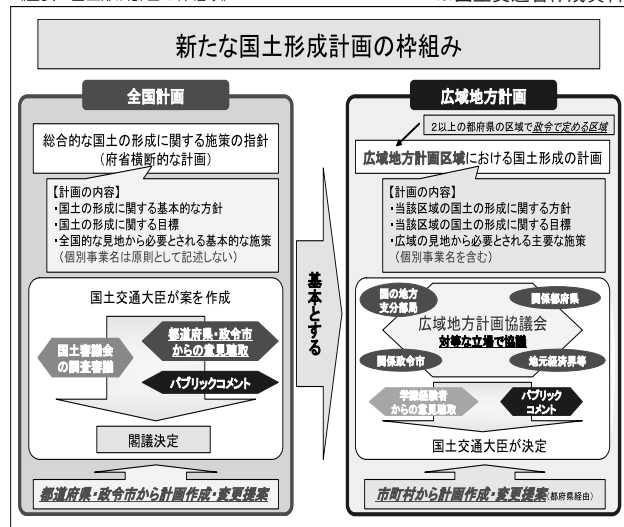 新たな国土形成計画の枠組み
全国計画
総合的な国土の形成に関する施策の指針
(府省横断的な計画)
【計画の内容】
・国土の形成に関する基本的な方針
・国土の形成に関する目標
・全国的な見地から必要とされる基本的な施策
(個別事業名は原則として記述しない)
国土交通大臣が案を作成
国土審議会
の調査審議
都道府県・政令市
からの意見聴取
パブリックコメント
閣議決定
都道府県・政令市から計画作成・変更提案
基本とする
広域地方計画
2以上の都府県の区域で政令で定める区域
広域地方計画区域における国土形成の計画
【計画の内容】
・当該区域の国土の形成に関する方針
・当該区域の国土の形成に関する目標
・広域の見地から必要とされる主要な施策
(個別事業名を含む)
国の地方
支分部局
関係都府県
広域地方計画協議会
対等な立場で協議
関係政令市
地元経済界等
学識経験者
からの意見聴取
パブリック
コメント
国土交通大臣が決定
市町村から計画作成・変更提案(都府県経由)